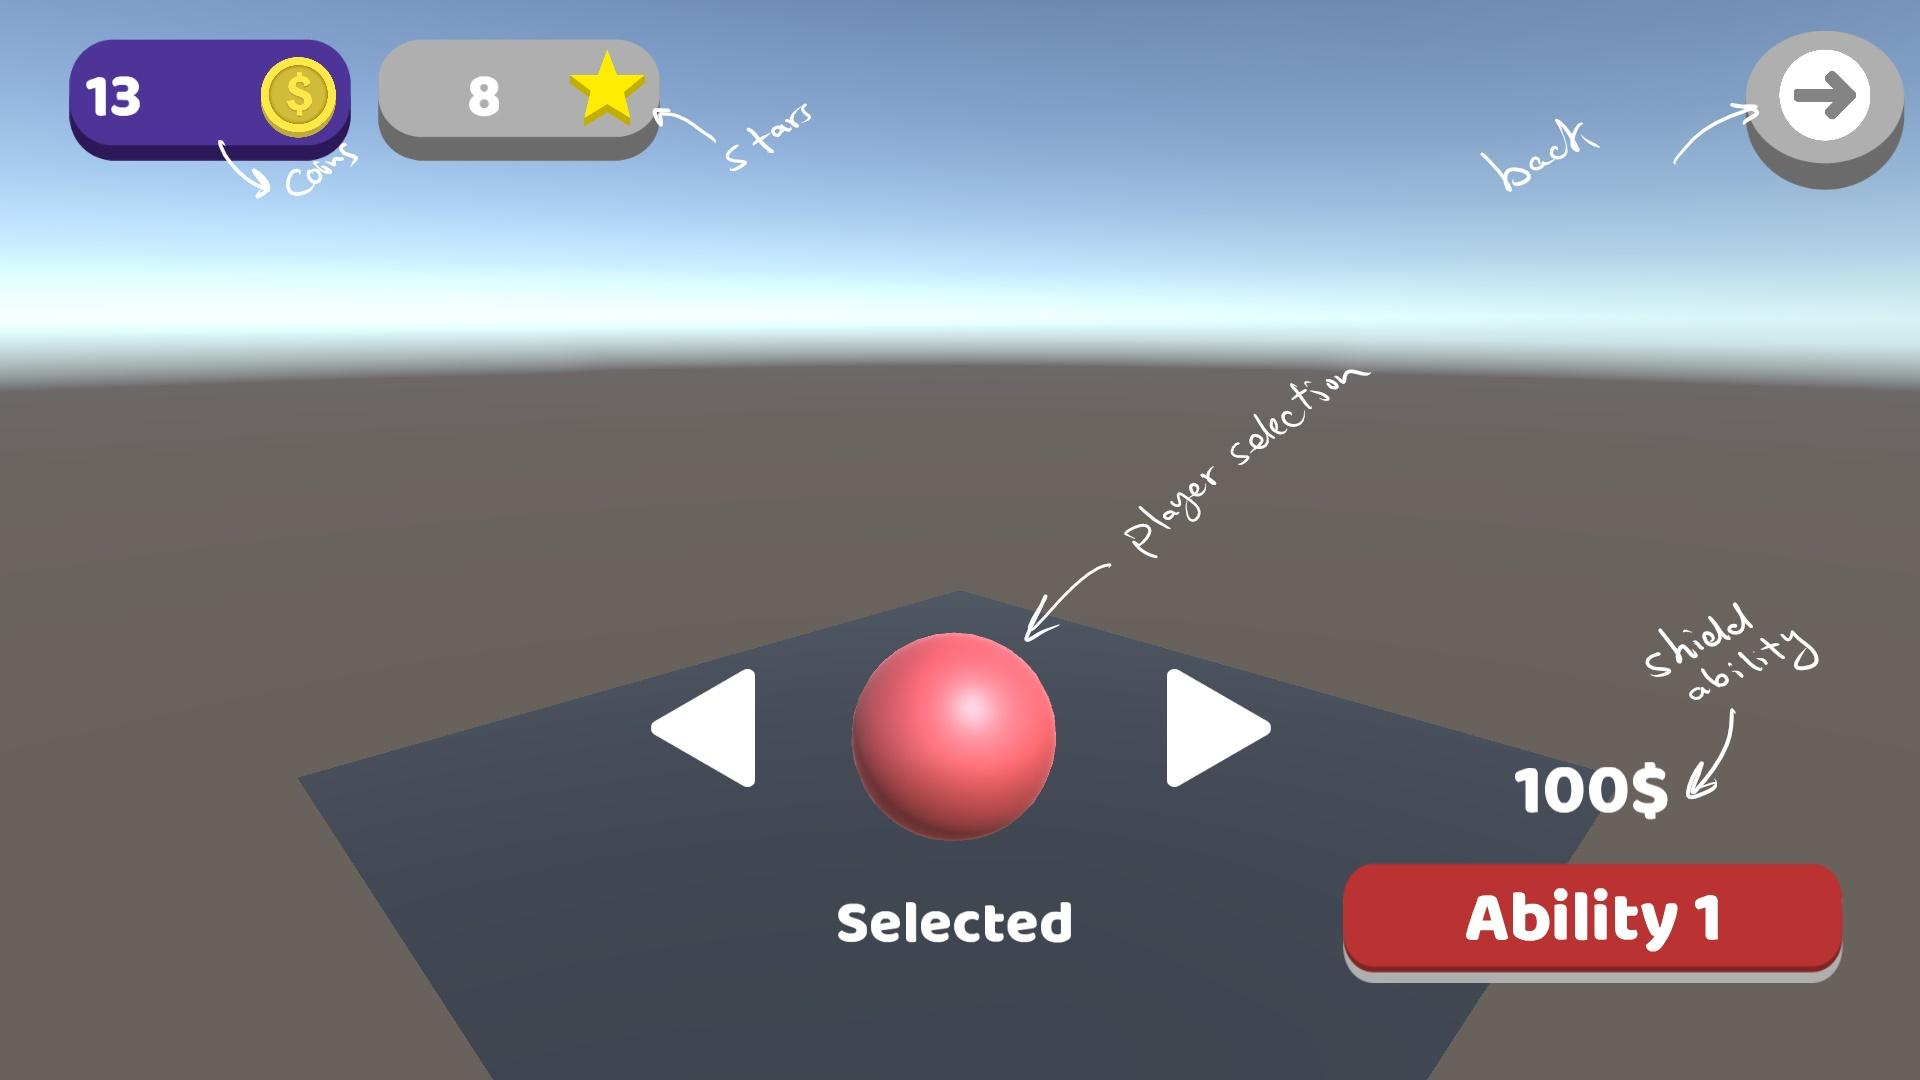 13
$
8
coins
stars
back
Player selection
shield
ability
100$
Selected
Ability 1